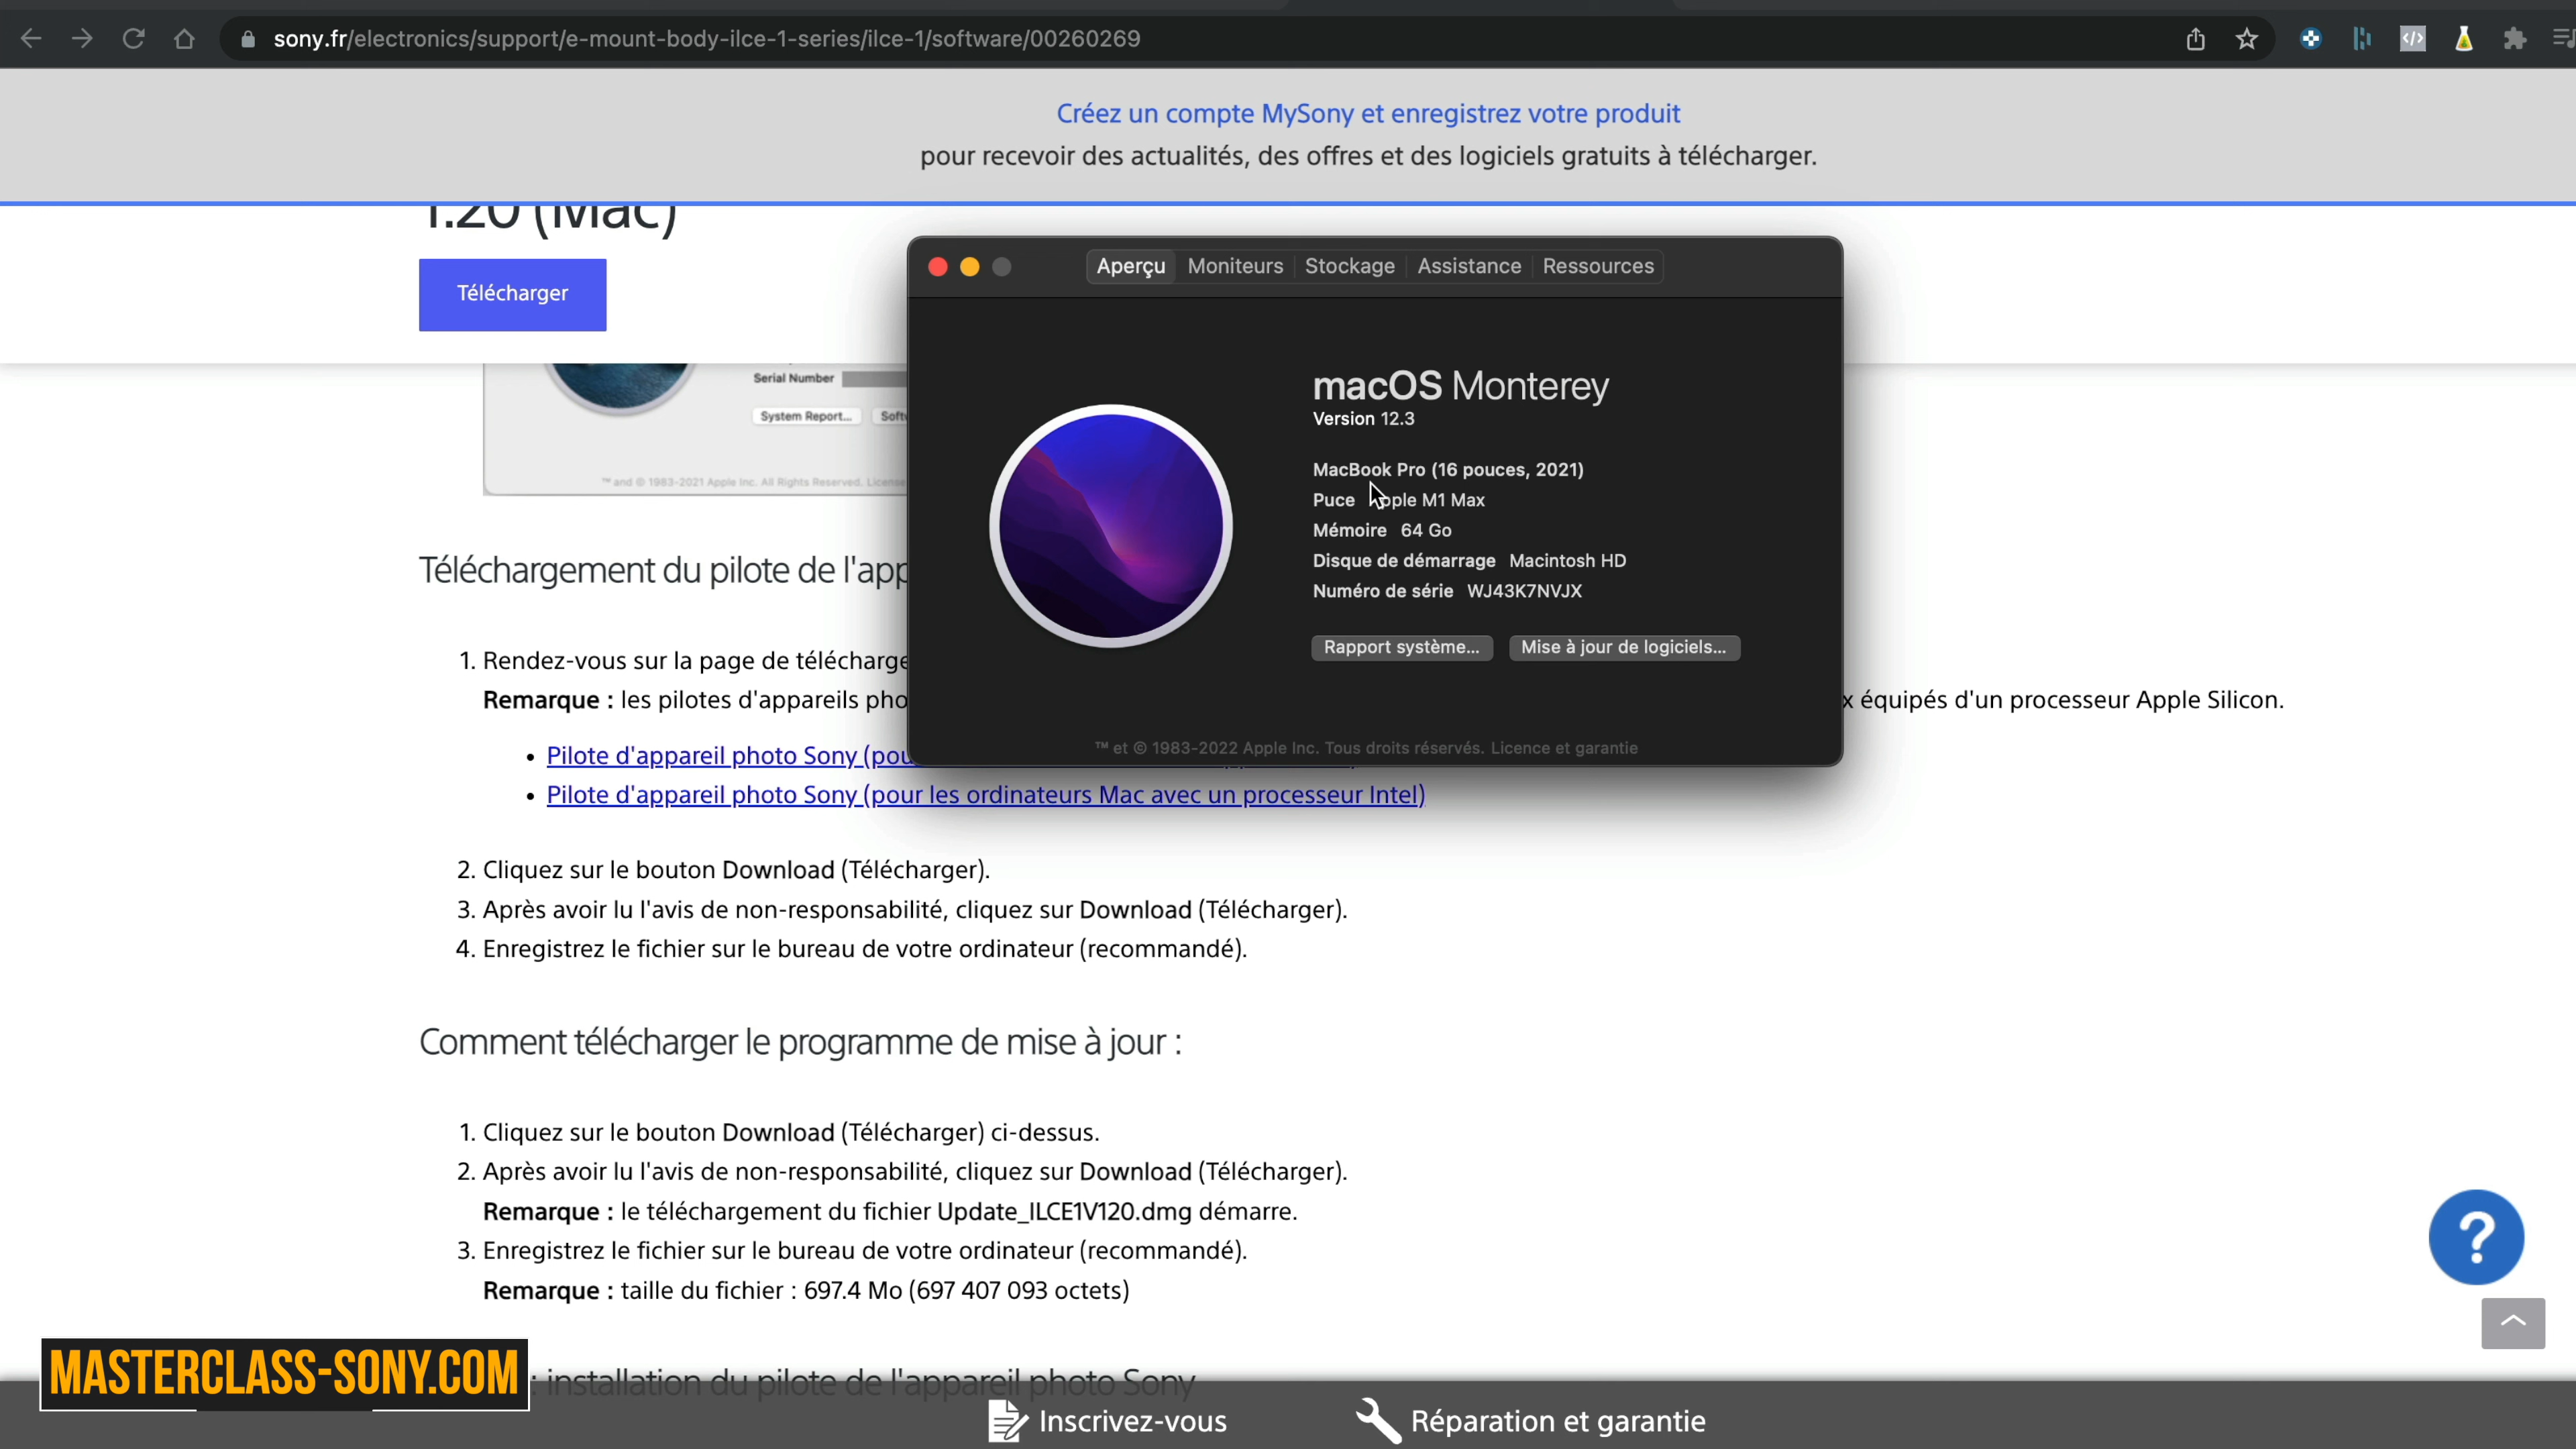 sony.fr/electronics/support/e-mount-body-ilce-1-series/ilce-1/software/00260269
Créez un compte MySony et enregistrez votre produit
pour recevoir des actualités, des offres et des logiciels gratuits à télécharger.
1.20 (Mac)
Télécharger
Aperçu Moniteurs Stockage Assistance Ressources
macOS Monterey
Version 12.3
MacBook Pro (16 pouces, 2021)
Puce Apple M1 Max
Mémoire 64 Go
Disque de démarrage Macintosh HD
Numéro de série WJ43K7NVJX
Rapport système... Mise à jour de logiciels...
™ et © 1983-2022 Apple Inc. Tous droits réservés. Licence et garantie
Serial Number
System Report...
™ and © 1983-2021 Apple Inc. All Rights Reserved. License
Téléchargement du pilote de l'app
1. Rendez-vous sur la page de télécharge
Remarque : les pilotes d'appareils pho
x équipés d'un processeur Apple Silicon.
• Pilote d'appareil photo Sony (pou
• Pilote d'appareil photo Sony (pour les ordinateurs Mac avec un processeur Intel)
2. Cliquez sur le bouton Download (Télécharger).
3. Après avoir lu l'avis de non-responsabilité, cliquez sur Download (Télécharger).
4. Enregistrez le fichier sur le bureau de votre ordinateur (recommandé).
Comment télécharger le programme de mise à jour :
1. Cliquez sur le bouton Download (Télécharger) ci-dessus.
2. Après avoir lu l'avis de non-responsabilité, cliquez sur Download (Télécharger).
Remarque : le téléchargement du fichier Update_ILCE1V120.dmg démarre.
3. Enregistrez le fichier sur le bureau de votre ordinateur (recommandé).
Remarque : taille du fichier : 697.4 Mo (697 407 093 octets)
MASTERCLASS-SONY.COM
: installation du pilote de l'appareil photo Sony
Inscrivez-vous
Réparation et garantie